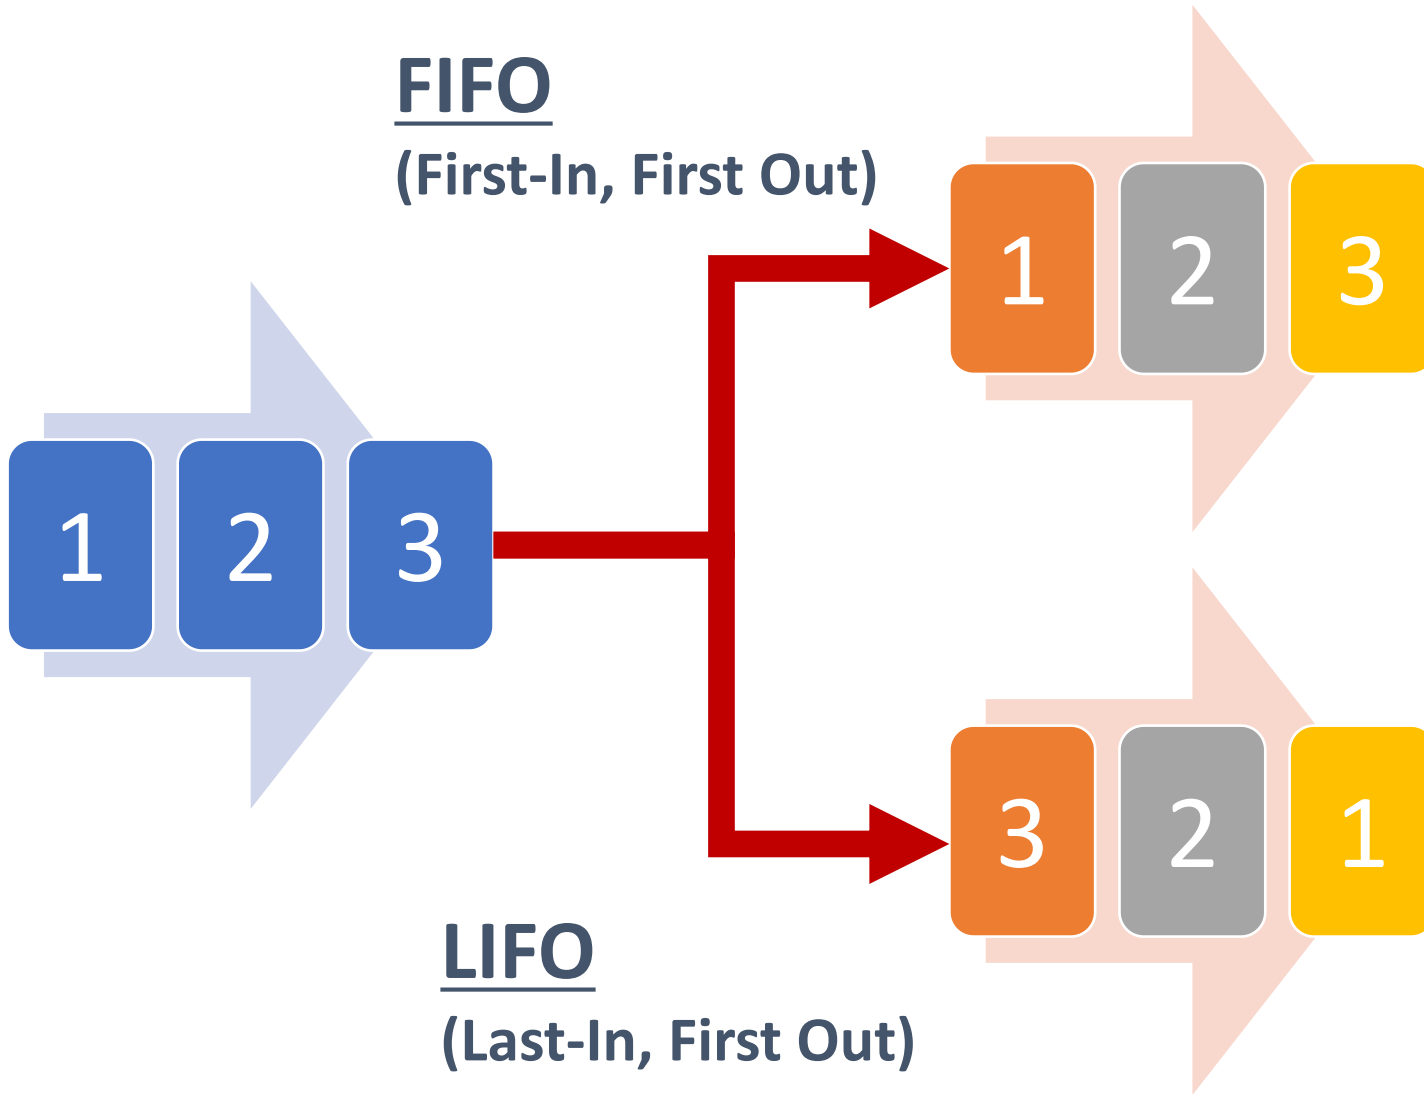 FIFO
(First-In, First Out)
1 2 3
1 2 3
3 2 1
LIFO
(Last-In, First Out)